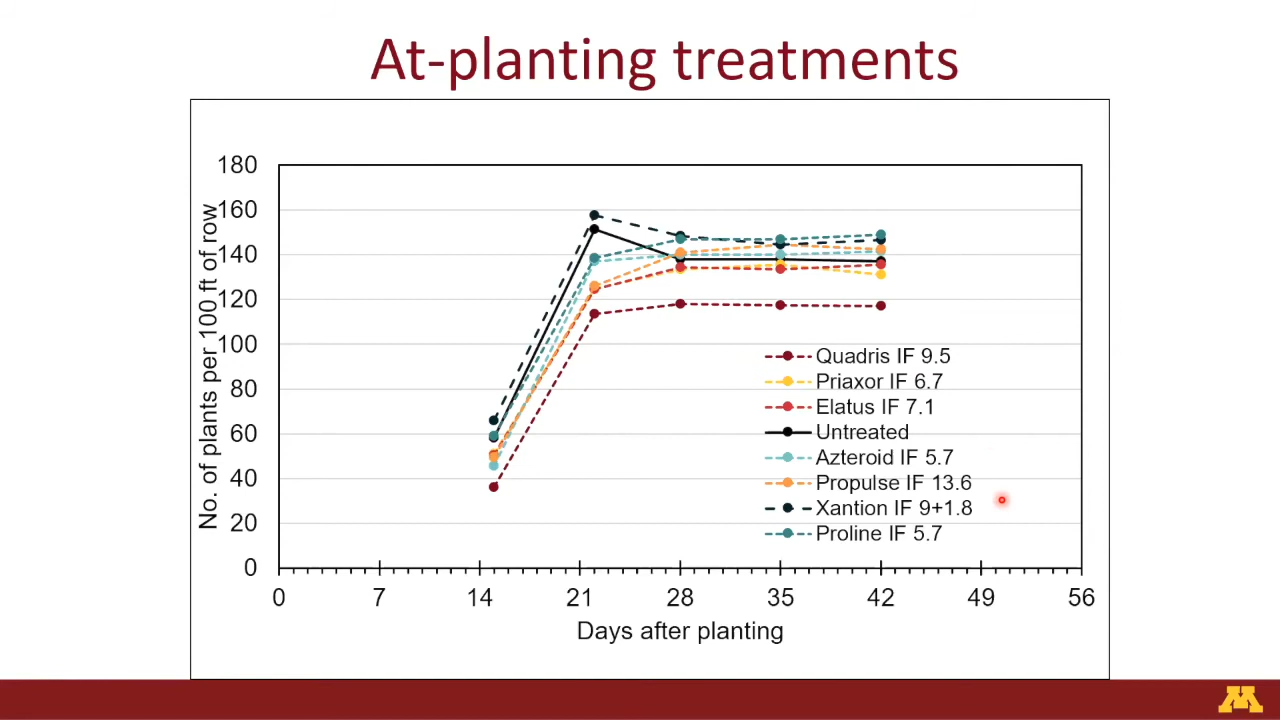 At-planting treatments
No. of plants per 100 ft of row
180
160
140
120
100
80
60
40
20
0
0 7 14 21 28 35 42 49 56
Days after planting
Quadris IF 9.5
Priaxor IF 6.7
Elatus IF 7.1
Untreated
Azteroid IF 5.7
Propulse IF 13.6
Xantion IF 9+1.8
Proline IF 5.7
M